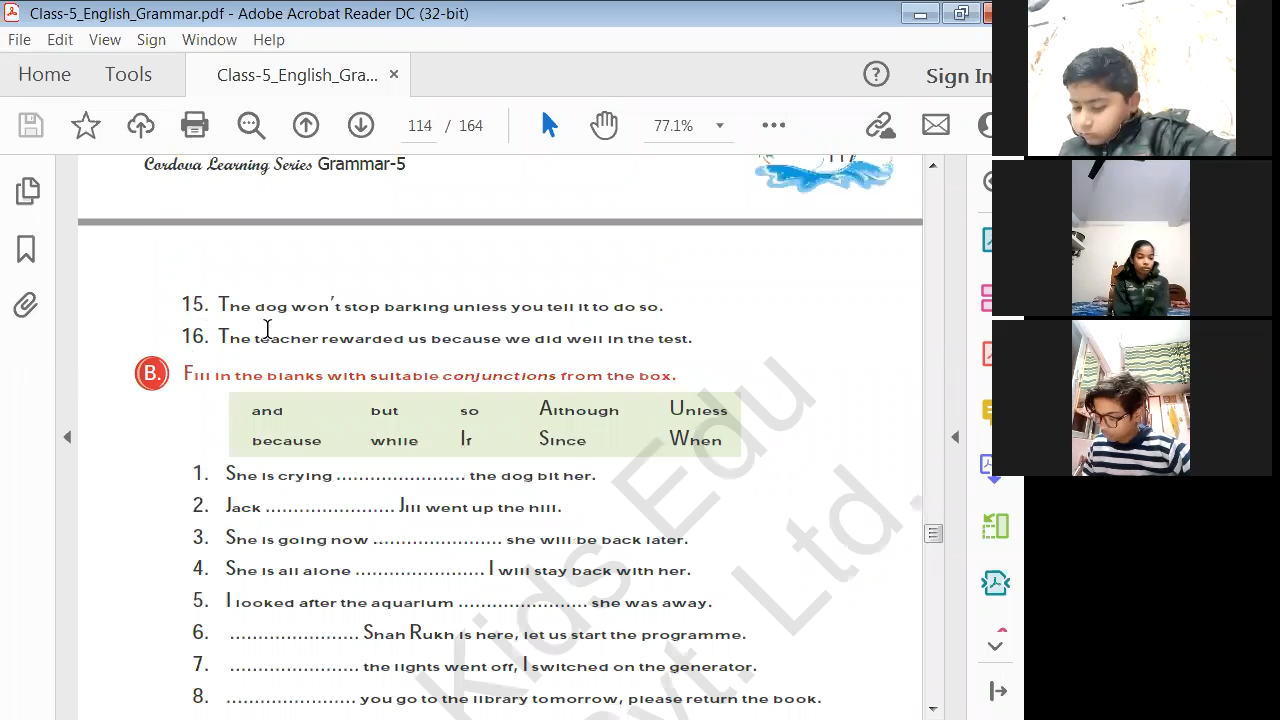 Class-5_English_Grammar.pdf - Adobe Acrobat Reader DC (32-bit)
File Edit View Sign Window Help
Home Tools Class-5_English_Gra... × Sign In
114 / 164 77.1%
Cordova Learning Series Grammar-5
15. The dog won't stop barking unless you tell it to do so.
16. The teacher rewarded us because we did well in the test.
B. Fill in the blanks with suitable conjunctions from the box.
and but so Although Unless
because while If Since When
1. She is crying ...................... the dog bit her.
2. Jack ...................... Jill went up the hill.
3. She is going now ...................... she will be back later.
4. She is all alone ...................... I will stay back with her.
5. I looked after the aquarium ...................... she was away.
6. ...................... Shah Rukh is here, let us start the programme.
7. ...................... the lights went off, I switched on the generator.
8. ...................... you go to the library tomorrow, please return the book.
Kids Edu
Pvt. Ltd.